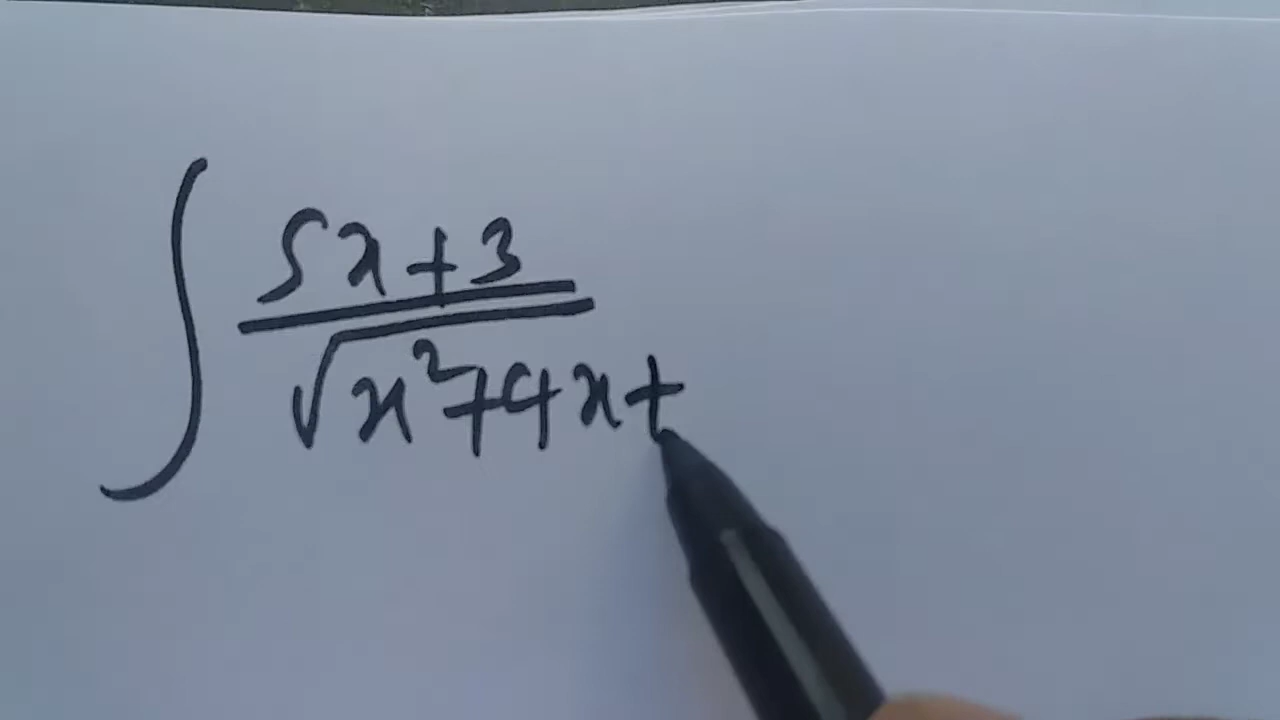 ∫ 5x+3 / √x²+4x+